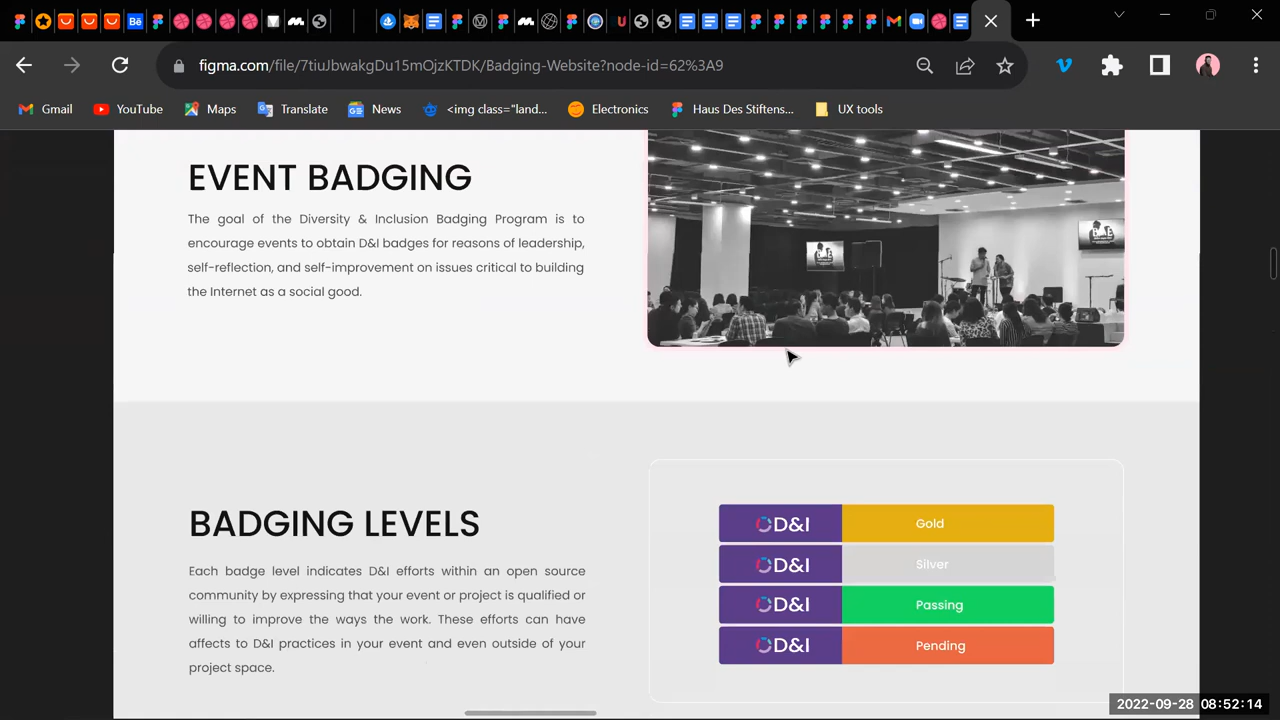 figma.com/file/7tiuJbwakgDu15mOjzKTDK/Badging-Website?node-id=62%3A9
Gmail
YouTube
Maps
Translate
News
<img class="land...
Electronics
Haus Des Stiftens...
UX tools
EVENT BADGING
The goal of the Diversity & Inclusion Badging Program is to
encourage events to obtain D&I badges for reasons of leadership,
self-reflection, and self-improvement on issues critical to building
the Internet as a social good.
BADGING LEVELS
Each badge level indicates D&I efforts within an open source
community by expressing that your event or project is qualified or
willing to improve the ways the work. These efforts can have
affects to D&I practices in your event and even outside of your
project space.
D&I Gold
D&I Silver
D&I Passing
D&I Pending
2022-09-28 08:52:14